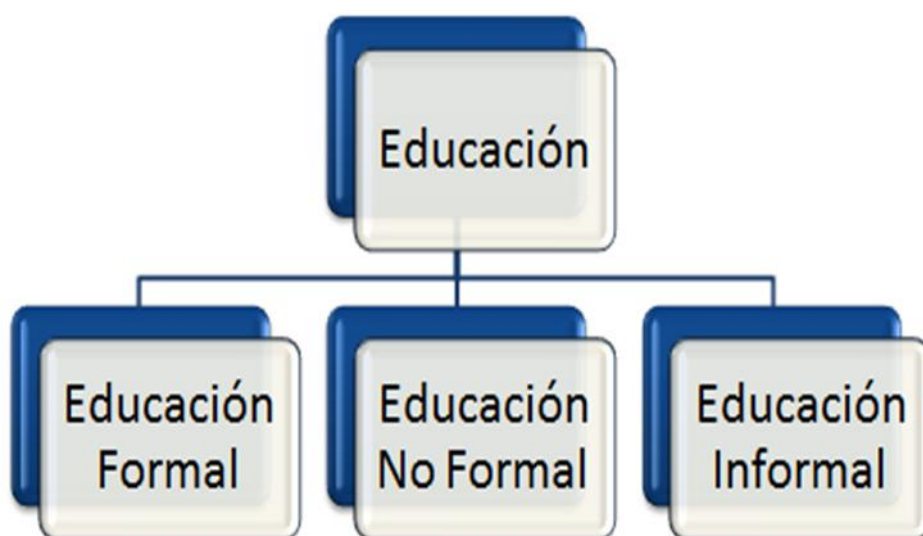 Educación
Educación
Formal
Educación
No Formal
Educación
Informal